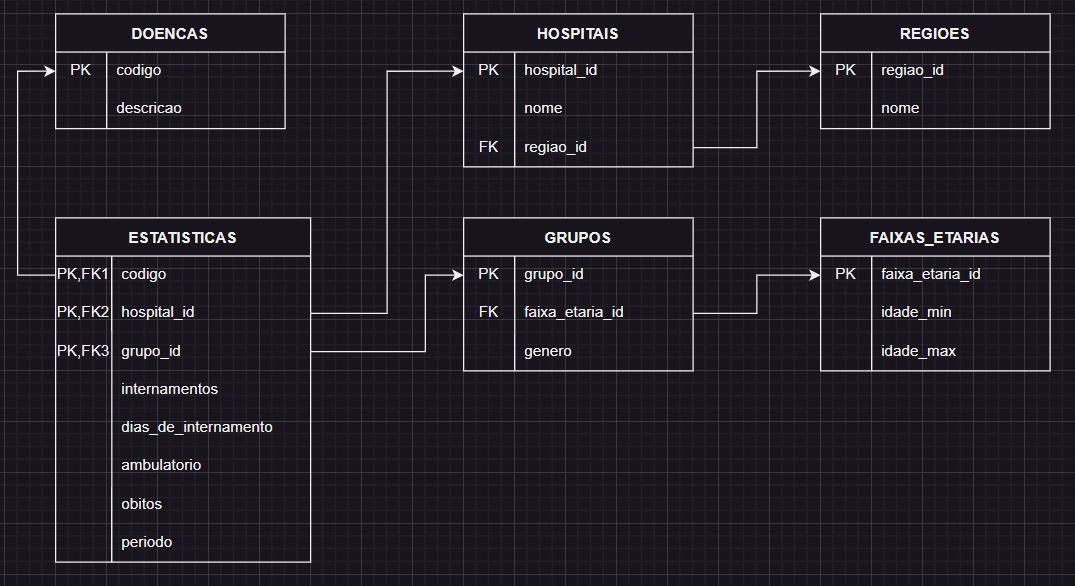 DOENCAS
PK codigo
descricao
HOSPITAIS
PK hospital_id
nome
FK regiao_id
REGIOES
PK regiao_id
nome
ESTATISTICAS
PK,FK1 codigo
PK,FK2 hospital_id
PK,FK3 grupo_id
internamentos
dias_de_internamento
ambulatorio
obitos
periodo
GRUPOS
PK grupo_id
FK faixa_etaria_id
genero
FAIXAS_ETARIAS
PK faixa_etaria_id
idade_min
idade_max